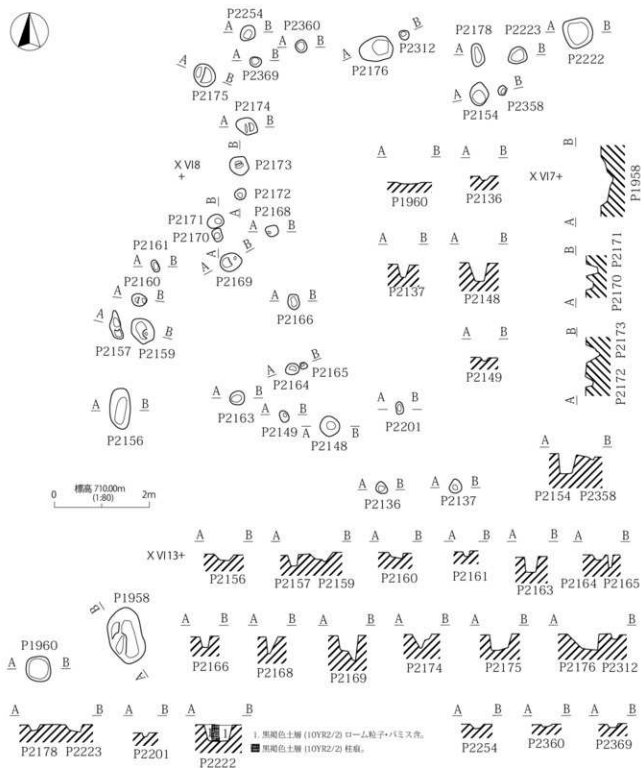 P2254 P2360
A B A B B
P2312
P2178 P2223 A B
A B A B
P2222
P2369
A P2176
A B
P2175
P2154 P2358
P2174
A B
B
X VI8
+
P2173
A B A B
P1960 P2136
X VI7+
B
P1958
A
P2172
B
A
P2171
P2168
P2170
A B
A B
P2169
P2161
A B
P2160
A B
A B A B
P2137 P2148
B
P2171
P2170
A
P2166
A B
P2157 P2159
A B
P2149
B
P2173
P2172
A
P2165
P2164
A B
P2163
A B
P2156
P2149
A B
P2148
A B
P2201
A B
P2154 P2358
標高 710.00m
(1:80)
0 2m
A B A B
P2136 P2137
X VI13+
A B A B A B A B A B A B
P2156 P2157 P2159 P2160 P2161 P2163 P2164 P2165
P1958
B
A
P1960
A B
A B A B A B A B A B A B
P2166 P2168 P2169 P2174 P2175 P2176 P2312
A B A B A B
P2178 P2223 P2201 P2222
1
1. 黒褐色土層 (10YR2/2) ローム粒子・パミス含。
黒褐色土層 (10YR2/2) 柱痕。
A B A B A B
P2254 P2360 P2369